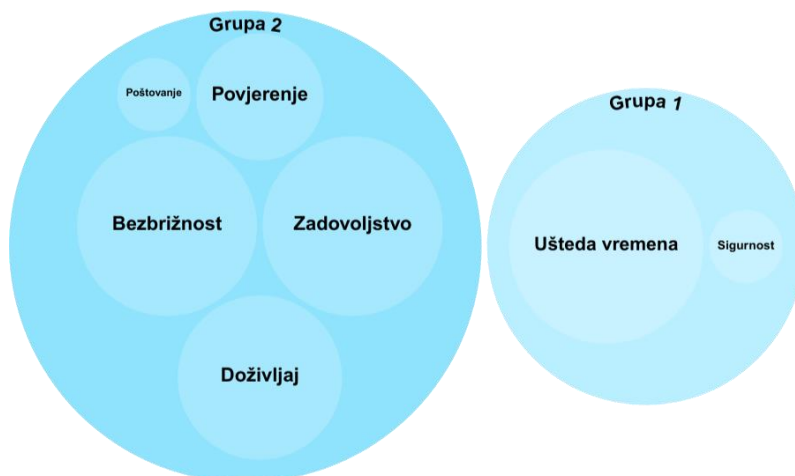 Grupa 2
Poštovanje
Povjerenje
Bezbrižnost
Zadovoljstvo
Doživljaj
Grupa 1
Ušteda vremena
Sigurnost